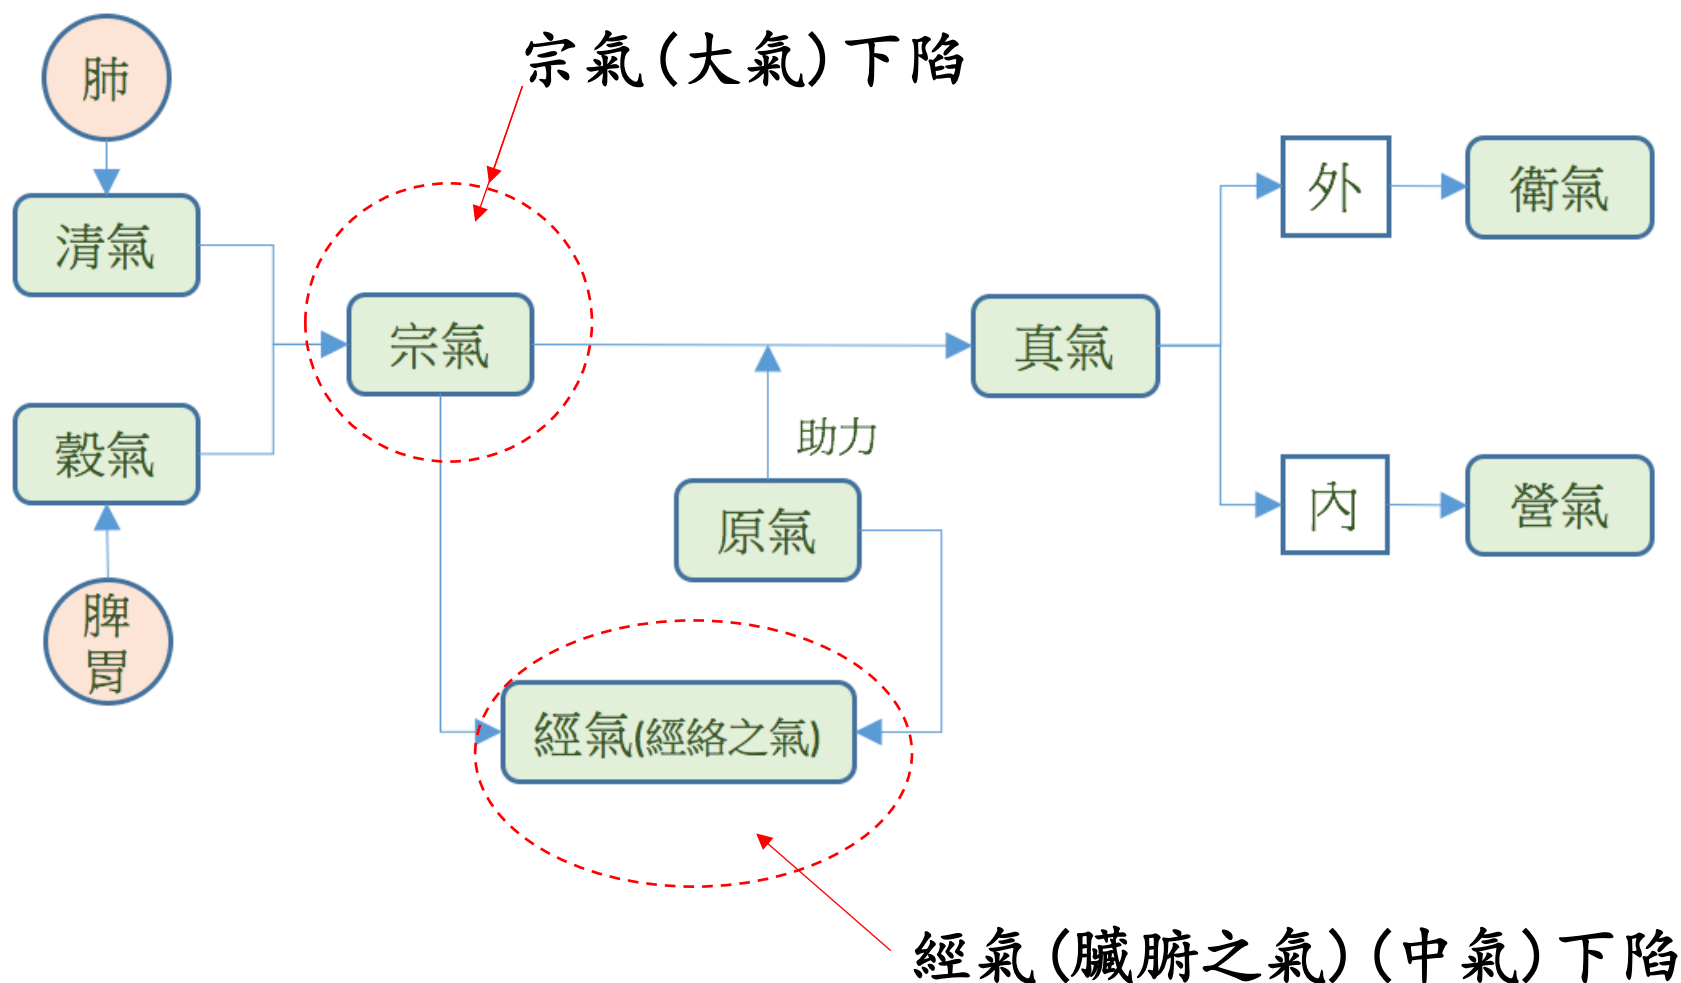 宗氣(大氣)下陷
肺
清氣
外
衛氣
宗氣
真氣
助力
穀氣
原氣
內
營氣
脾
胃
經氣(經絡之氣)
經氣(臟腑之氣)(中氣)下陷